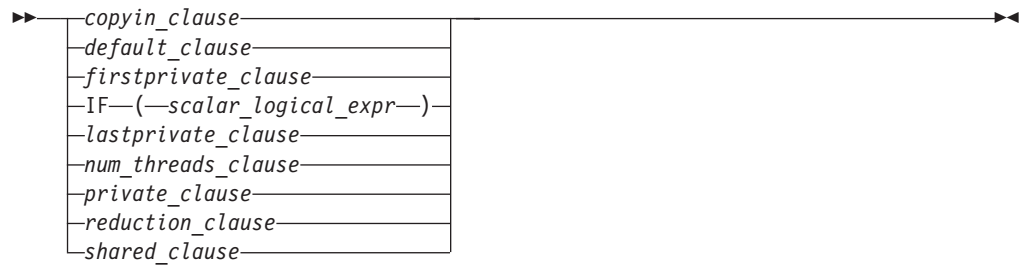 copyin_clause
default_clause
firstprivate_clause
IF ( scalar_logical_expr )
lastprivate_clause
num_threads_clause
private_clause
reduction_clause
shared_clause